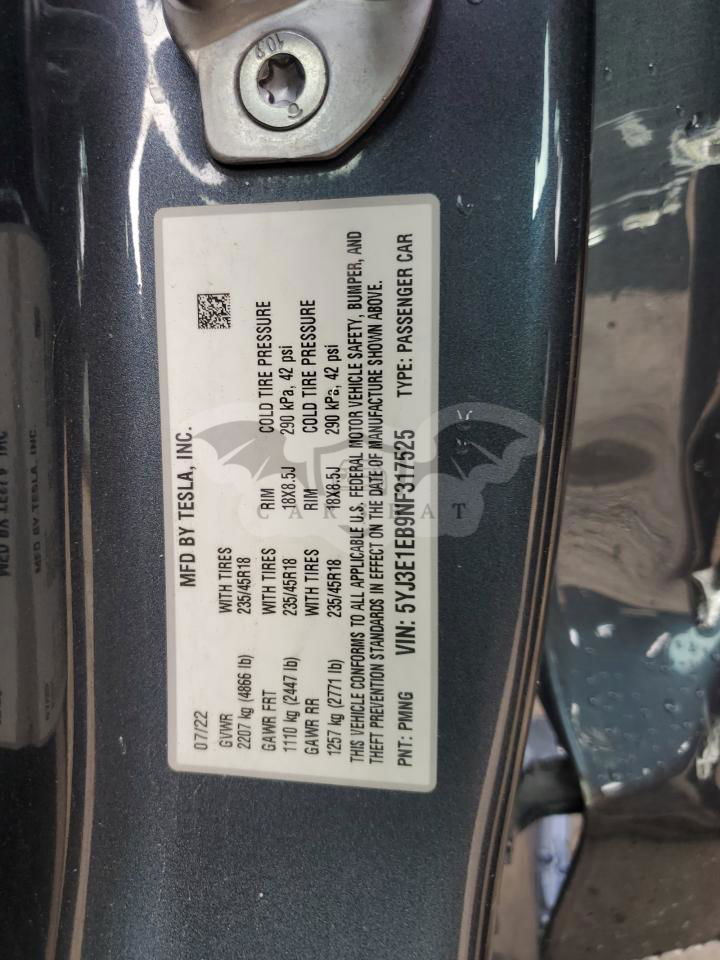 10.9
MFD BY TESLA, INC.
07/22
GVWR WITH TIRES
2207 kg (4866 lb) 235/45R18
GAWR FRT WITH TIRES RIM COLD TIRE PRESSURE
1110 kg (2447 lb) 235/45R18 18X8.5J 290 kPa, 42 psi
GAWR RR WITH TIRES RIM COLD TIRE PRESSURE
1257 kg (2771 lb) 235/45R18 18X8.5J 290 kPa, 42 psi
THIS VEHICLE CONFORMS TO ALL APPLICABLE U.S. FEDERAL MOTOR VEHICLE SAFETY, BUMPER, AND
THEFT PREVENTION STANDARDS IN EFFECT ON THE DATE OF MANUFACTURE SHOWN ABOVE.
PNT: PMNG VIN: 5YJ3E1EB9NF317525 TYPE: PASSENGER CAR